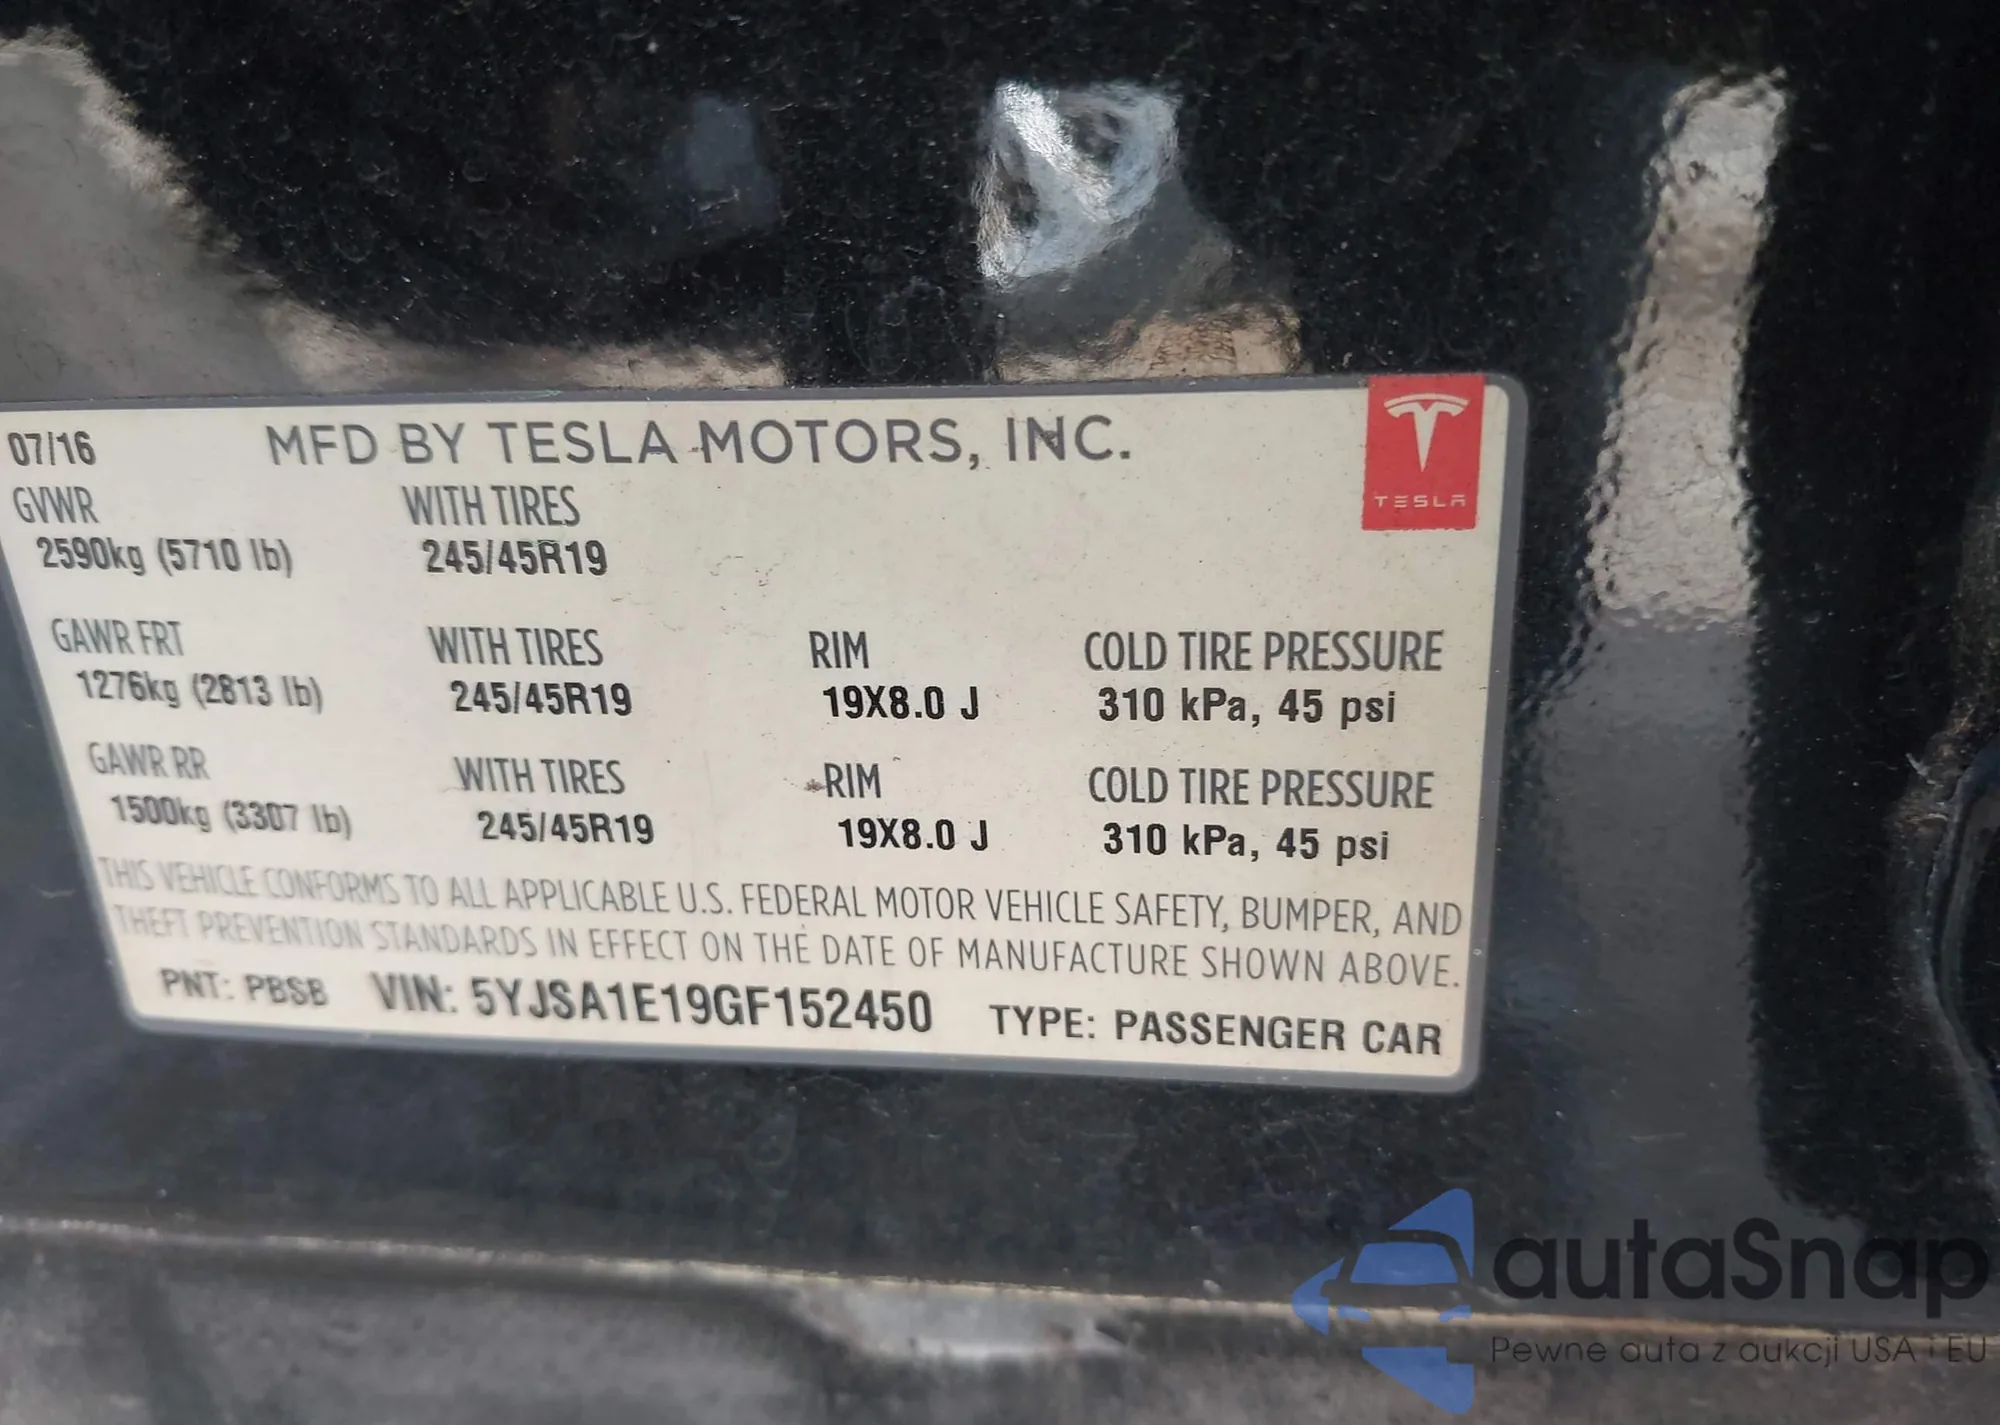 07/16 MFD BY TESLA MOTORS, INC.
TESLA
GVWR WITH TIRES
2590kg (5710 lb) 245/45R19
GAWR FRT WITH TIRES RIM COLD TIRE PRESSURE
1276kg (2813 lb) 245/45R19 19X8.0 J 310 kPa, 45 psi
GAWR RR WITH TIRES RIM COLD TIRE PRESSURE
1500kg (3307 lb) 245/45R19 19X8.0 J 310 kPa, 45 psi
THIS VEHICLE CONFORMS TO ALL APPLICABLE U.S. FEDERAL MOTOR VEHICLE SAFETY, BUMPER, AND
THEFT PREVENTION STANDARDS IN EFFECT ON THE DATE OF MANUFACTURE SHOWN ABOVE.
PNT: PBSB VIN: 5YJSA1E19GF152450 TYPE: PASSENGER CAR
autaSnap
Pewne auta z aukcji USA i EU